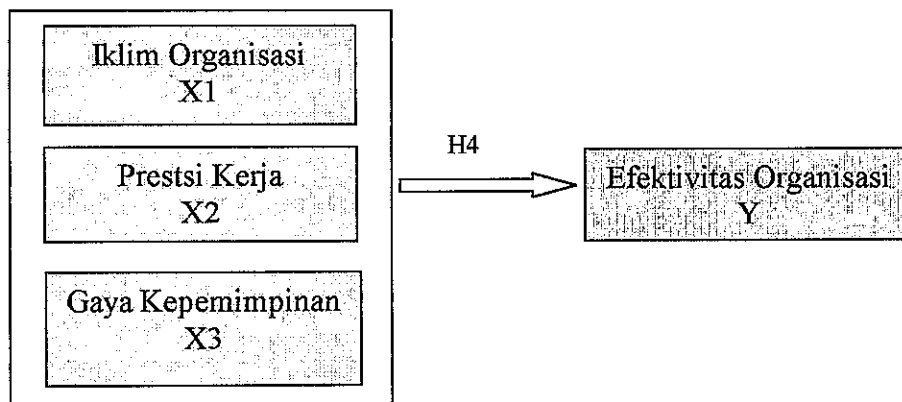 Iklim Organisasi
X1
Prestsi Kerja
X2
Gaya Kepemimpinan
X3
H4
Efektivitas Organisasi
Y